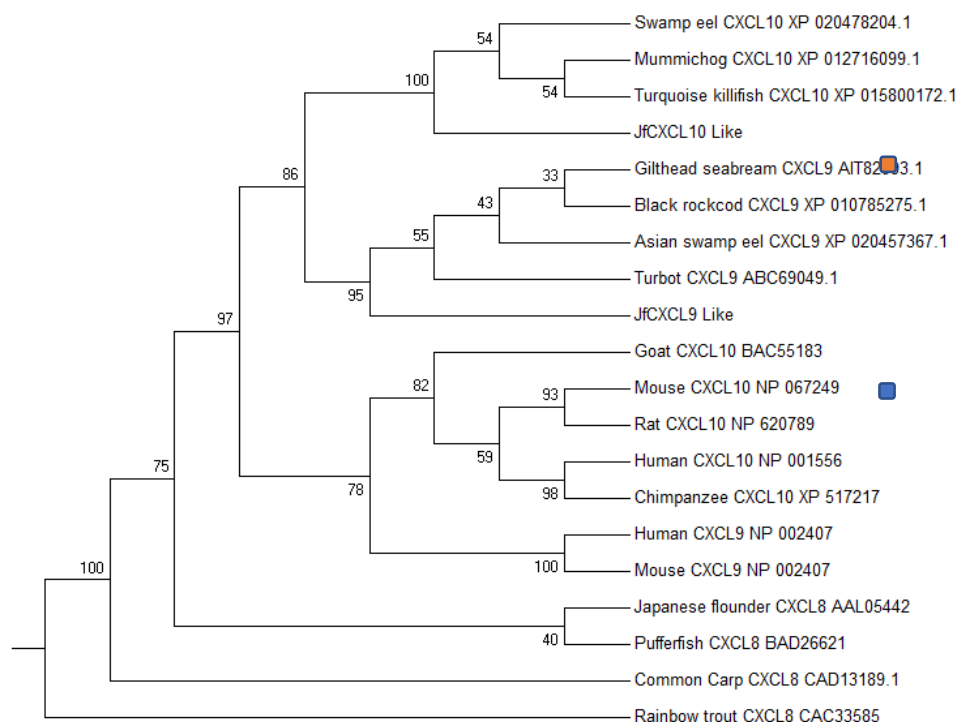 Swamp eel CXCL10 XP 020478204.1
54
Mummichog CXCL10 XP 012716099.1
100
54
Turquoise killifish CXCL10 XP 015800172.1
JfCXCL10 Like
86
33
Gilthead seabream CXCL9
43
Black rockcod CXCL9 XP 010785275.1
55
Asian swamp eel CXCL9 XP 020457367.1
Turbot CXCL9 ABC69049.1
95
97
JfCXCL9 Like
Goat CXCL10 BAC55183
82
93
Mouse CXCL10 NP 067249
Rat CXCL10 NP 620789
59
75
Human CXCL10 NP 001556
78
98
Chimpanzee CXCL10 XP 517217
Human CXCL9 NP 002407
100
100
Mouse CXCL9 NP 002407
Japanese flounder CXCL8 AAL05442
40
Pufferfish CXCL8 BAD26621
Common Carp CXCL8 CAD13189.1
Rainbow trout CXCL8 CAC33585